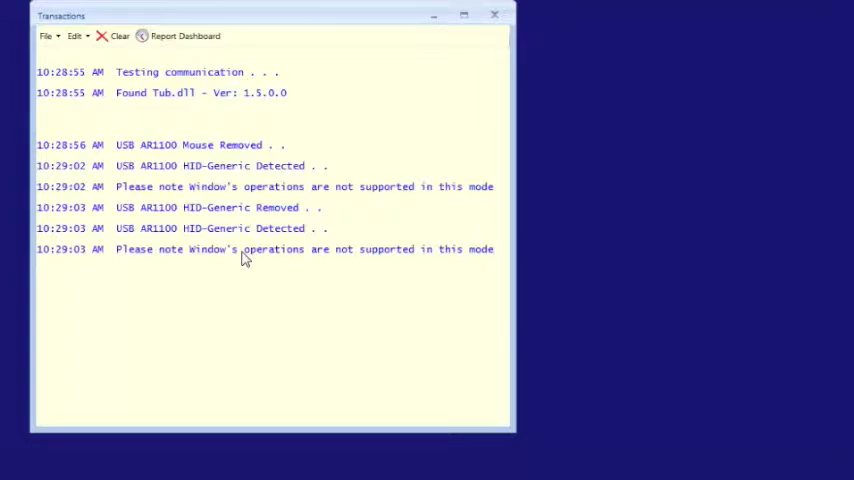 Transactions
File Edit Clear Report Dashboard
10:28:55 AM Testing communication . . .
10:28:55 AM Found Tub.dll - Ver: 1.5.0.0
10:28:56 AM USB AR1100 Mouse Removed . .
10:29:02 AM USB AR1100 HID-Generic Detected . .
10:29:02 AM Please note Window's operations are not supported in this mode
10:29:03 AM USB AR1100 HID-Generic Removed . .
10:29:03 AM USB AR1100 HID-Generic Detected . .
10:29:03 AM Please note Window's operations are not supported in this mode